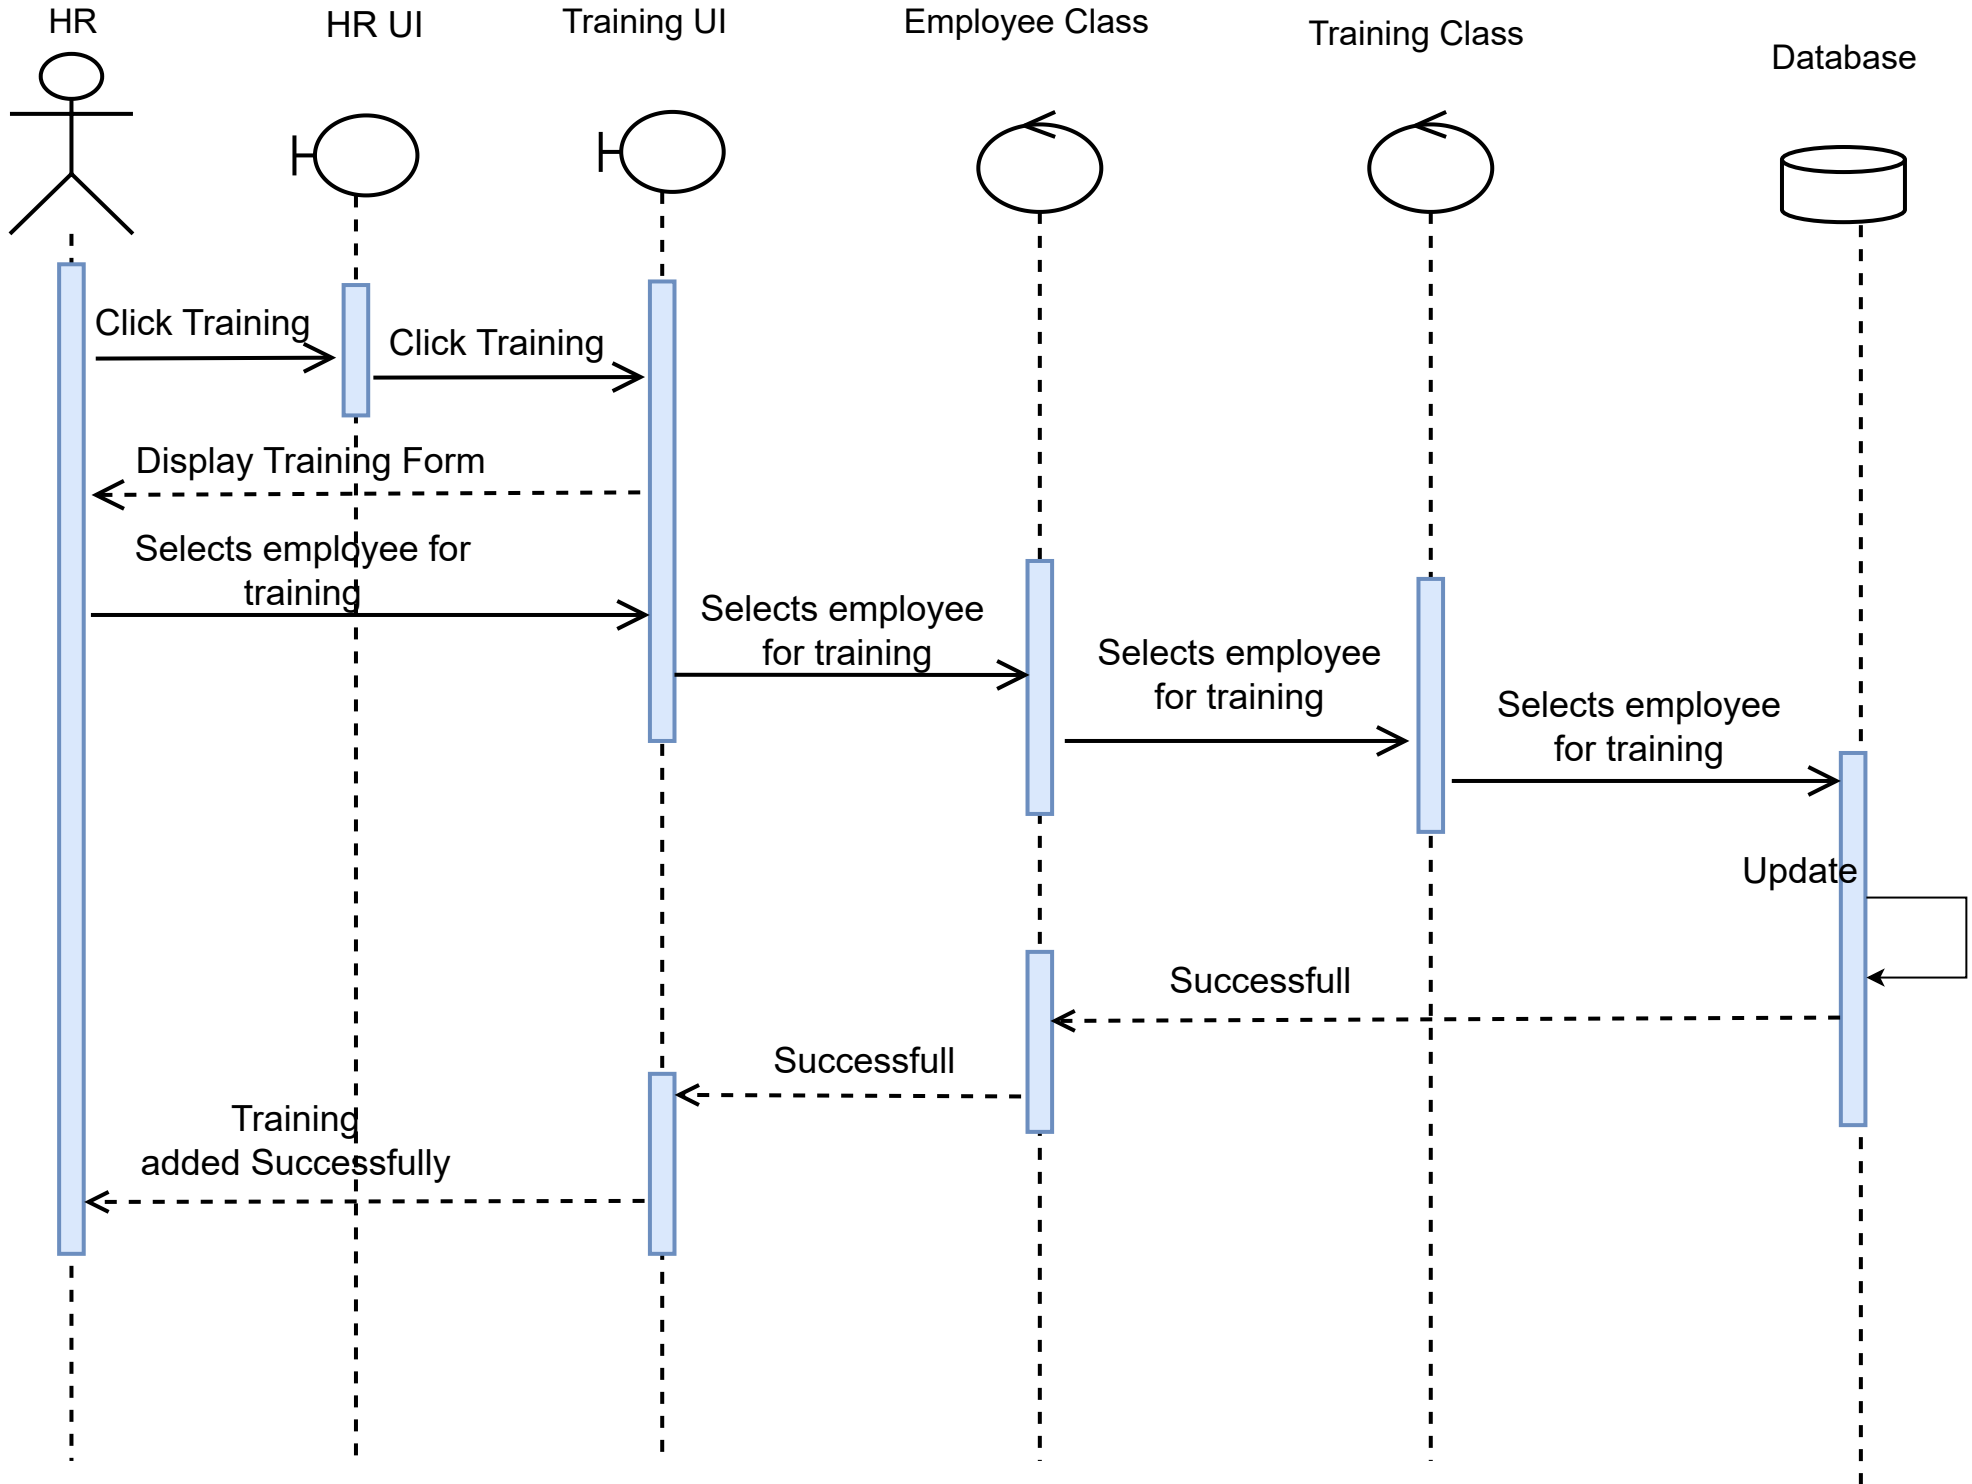 HR
HR UI
Training UI
Employee Class
Training Class
Database
Click Training
Click Training
Display Training Form
Selects employee for
training
Selects employee
for training
Selects employee
for training
Selects employee
for training
Update
Successfull
Successfull
Training
added Successfully